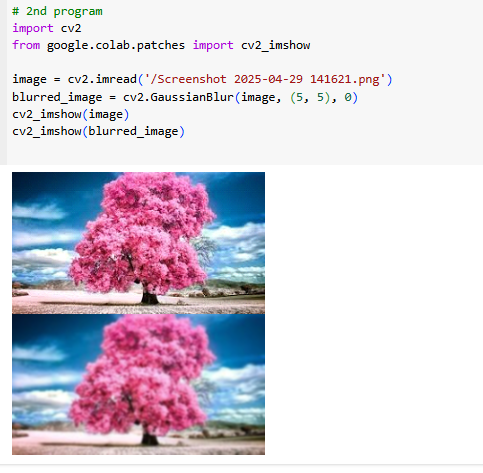 # 2nd program
import cv2
from google.colab.patches import cv2_imshow
image = cv2.imread('/Screenshot 2025-04-29 141621.png')
blurred_image = cv2.GaussianBlur(image, (5, 5), 0)
cv2_imshow(image)
cv2_imshow(blurred_image)